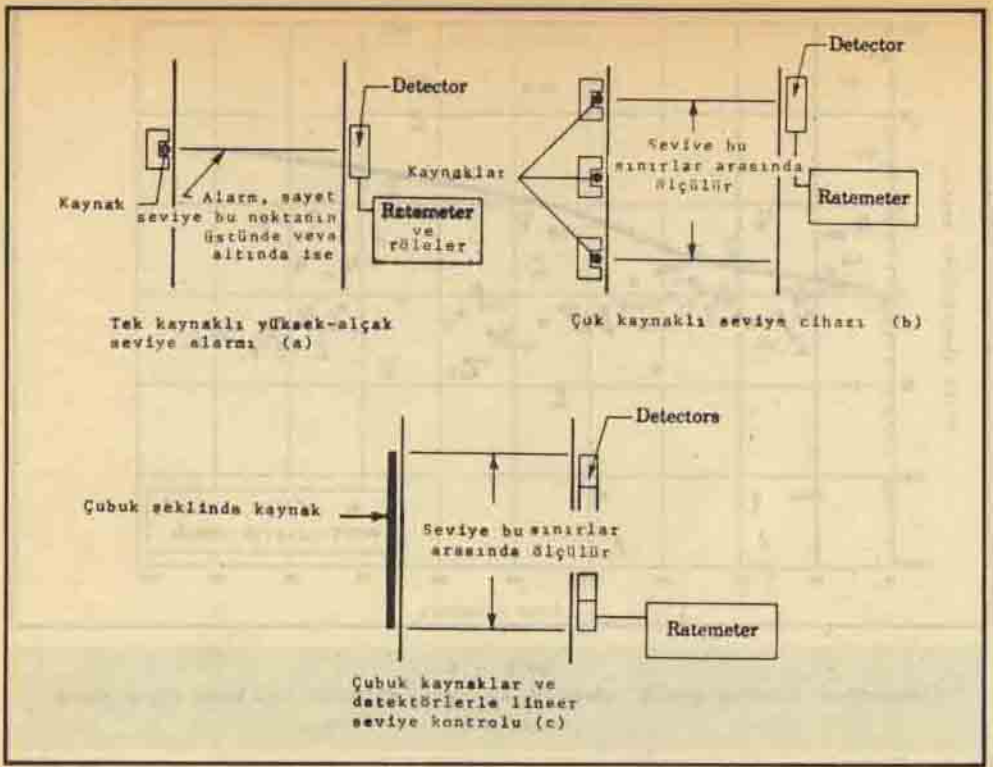 Detector
Kaynak
Alarm, sayet
seviye bu noktanın
üstünde veya
altında ise
Ratemeter
ve
röleler
Tek kaynaklı yüksek-alçak
seviye alarmı (a)
Detector
Kaynaklar
Seviye bu
sınırlar arasında
ölçülür
Ratemeter
Çok kaynaklı seviye cihazı (b)
Detectors
Çubuk seklinde kaynak
Seviye bu sınırlar
arasında ölçülür
Ratemeter
Çubuk kaynaklar ve
detektörlerle lineer
seviye kontrolu (c)